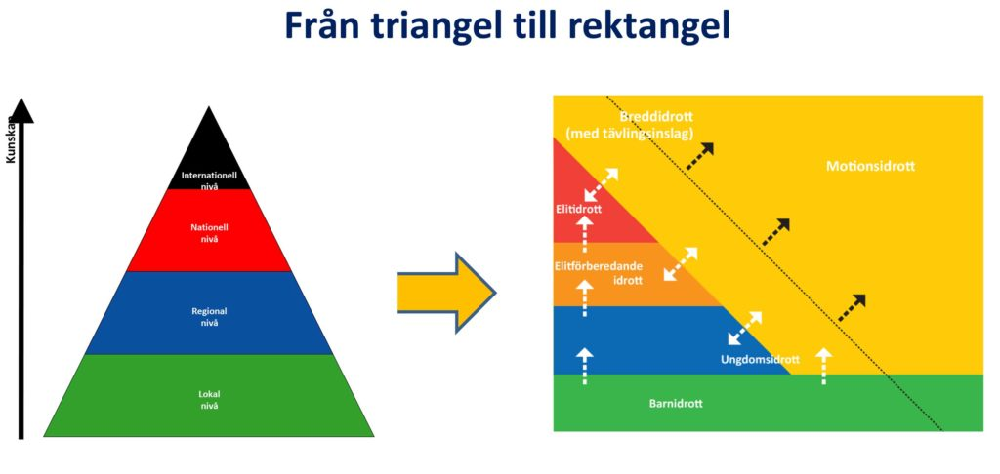 Från triangel till rektangel
Kunskap
Internationell
nivå
Nationell
nivå
Regional
nivå
Lokal
nivå
Breddidrott
(med tävlingsinslag)
Motionsidrott
Elitidrott
Elitförberedande
idrott
Ungdomsidrott
Barnidrott